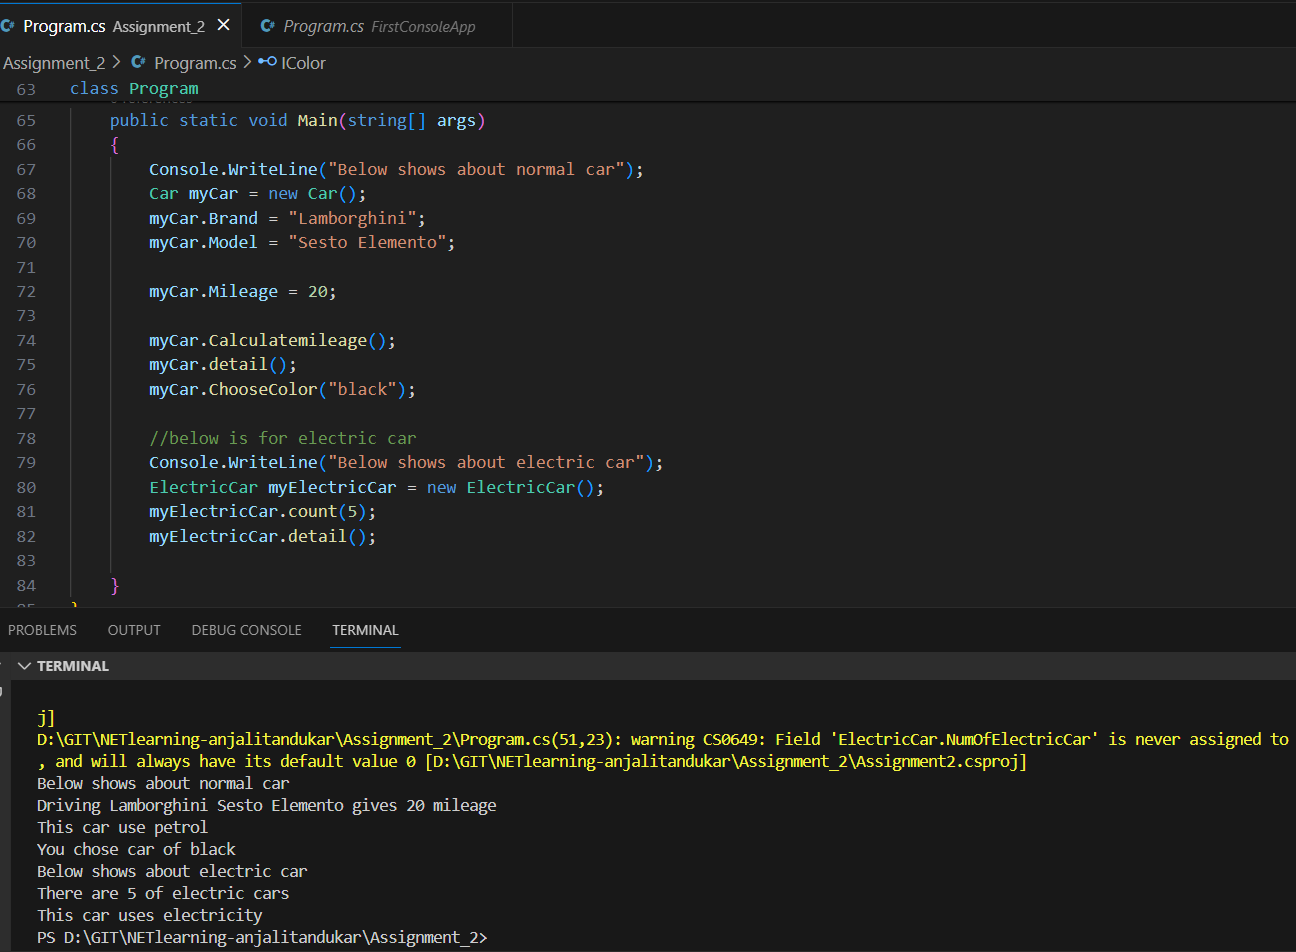 C# Program.cs Assignment_2 × C# Program.cs FirstConsoleApp
Assignment_2 > C# Program.cs > IColor
63 class Program
65 public static void Main(string[] args)
66 {
67 Console.WriteLine("Below shows about normal car");
68 Car myCar = new Car();
69 myCar.Brand = "Lamborghini";
70 myCar.Model = "Sesto Elemento";
71
72 myCar.Mileage = 20;
73
74 myCar.Calculatemileage();
75 myCar.detail();
76 myCar.ChooseColor("black");
77
78 //below is for electric car
79 Console.WriteLine("Below shows about electric car");
80 ElectricCar myElectricCar = new ElectricCar();
81 myElectricCar.count(5);
82 myElectricCar.detail();
83
84 }
PROBLEMS OUTPUT DEBUG CONSOLE TERMINAL
TERMINAL
j]
D:\GIT\NETlearning-anjalitandukar\Assignment_2\Program.cs(51,23): warning CS0649: Field 'ElectricCar.NumOfElectricCar' is never assigned to
, and will always have its default value 0 [D:\GIT\NETlearning-anjalitandukar\Assignment_2\Assignment2.csproj]
Below shows about normal car
Driving Lamborghini Sesto Elemento gives 20 mileage
This car use petrol
You chose car of black
Below shows about electric car
There are 5 of electric cars
This car uses electricity
PS D:\GIT\NETlearning-anjalitandukar\Assignment_2>